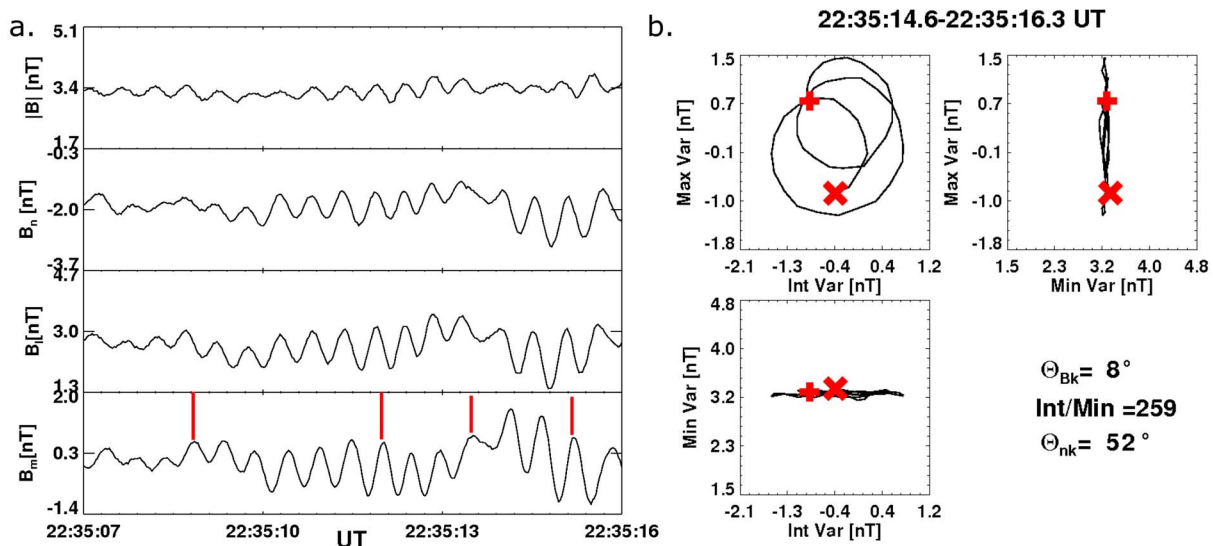 a.
5.1
3.4
1.7
|B| [nT]
-0.3
-2.0
-3.7
Bn [nT]
4.7
3.0
1.3
Bl[nT]
2.0
0.3
-1.4
Bm[nT]
22:35:07
22:35:10
22:35:13
22:35:16
UT
b.
22:35:14.6-22:35:16.3 UT
1.5
0.7
-0.1
-1.0
-1.8
Max Var [nT]
-2.1
-1.3
-0.4
0.4
1.2
Int Var [nT]
1.5
0.7
-0.1
-1.0
-1.8
Max Var [nT]
1.5
2.3
3.2
4.0
4.8
Min Var [nT]
4.8
4.0
3.2
2.3
1.4
Min Var [nT]
-2.1
-1.3
-0.4
0.4
1.2
Int Var [nT]
ΘBk= 8°
Int/Min =259
Θnk= 52°